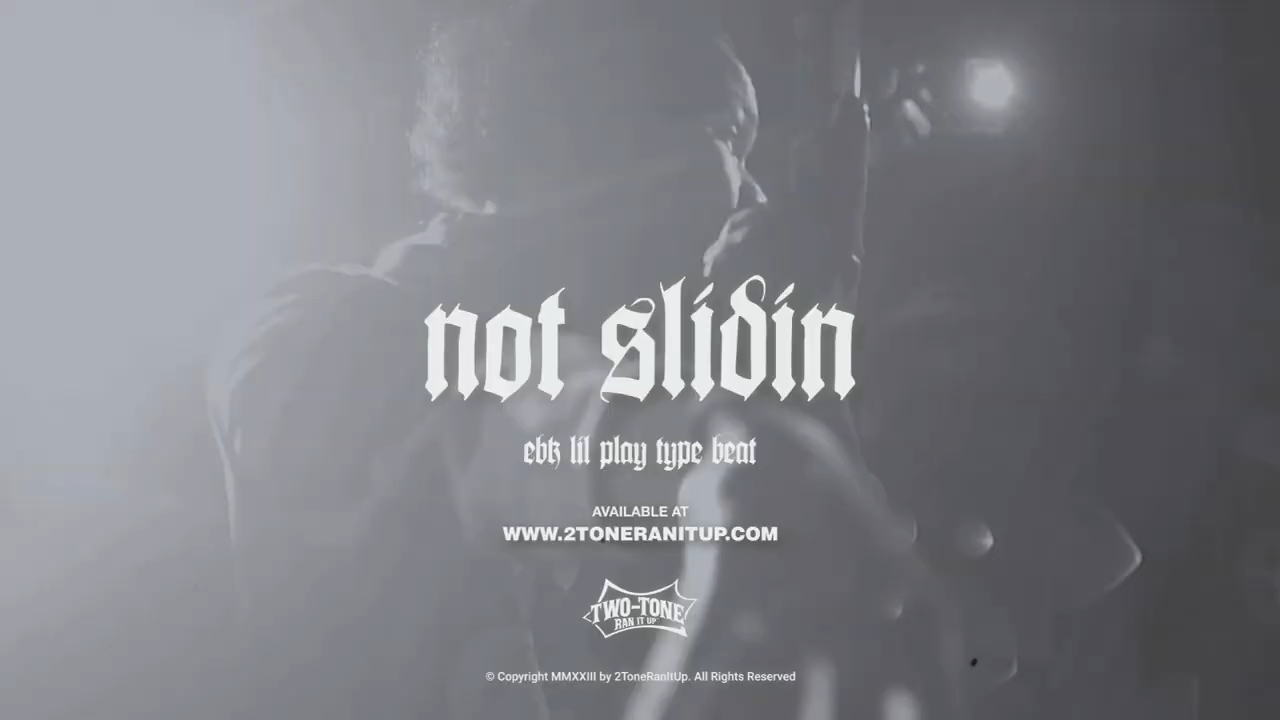 not slidin
ebk lil play type beat
AVAILABLE AT
WWW.2TONERANITUP.COM
TWO-TONE
RAN IT UP
© Copyright MMXXIII by 2ToneRanItUp. All Rights Reserved